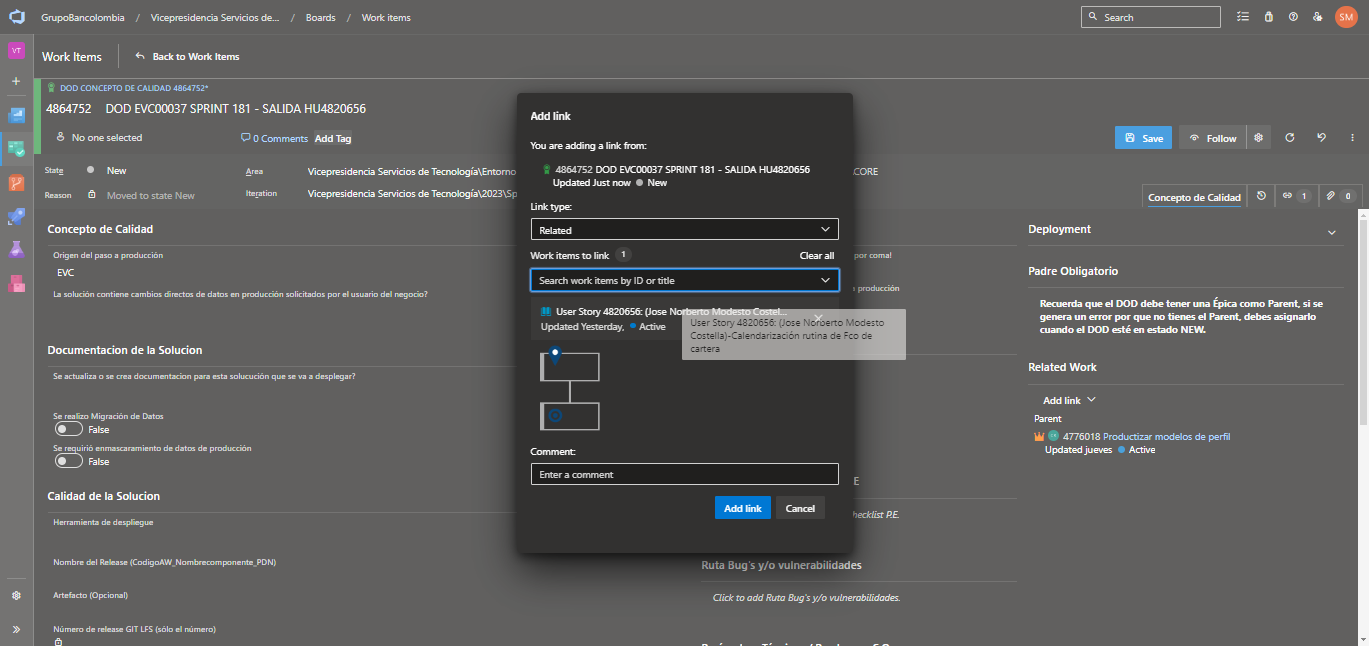 GrupoBancolombia / Vicepresidencia Servicios de... / Boards / Work items
Search
SM
VT
Work Items
Back to Work Items
DOD CONCEPTO DE CALIDAD 4864752*
4864752 DOD EVC00037 SPRINT 181 - SALIDA HU4820656
No one selected
0 Comments
Add Tag
Save
Follow
State
New
Area
Vicepresidencia Servicios de Tecnología\Entorno
CORE
Reason
Moved to state New
Iteration
Vicepresidencia Servicios de Tecnología\2023\Sp
Concepto de Calidad
1
0
Concepto de Calidad
Origen del paso a producción
EVC
La solución contiene cambios directos de datos en producción solicitados por el usuario del negocio?
Documentacion de la Solucion
Se actualiza o se crea documentacion para esta solucución que se va a desplegar?
Se realizo Migración de Datos
False
Se requirió enmascaramiento de datos de producción
False
Calidad de la Solucion
Herramienta de despliegue
Nombre del Release (CodigoAW_Nombrecomponente_PDN)
Artefacto (Opcional)
Número de release GIT LFS (sólo el número)
Add link
You are adding a link from:
4864752 DOD EVC00037 SPRINT 181 - SALIDA HU4820656
Updated Just now
New
Link type:
Related
Work items to link
1
Clear all
Search work items by ID or title
User Story 4820656: (Jose Norberto Modesto Costel...
Updated Yesterday,
Active
User Story 4820656: (Jose Norberto Modesto
Costella)-Calendarización rutina de Fco de
cartera
Comment:
Enter a comment
Add link
Cancel
por comal
producción
E
hecklist P.E.
Ruta Bug's y/o vulnerabilidades
Click to add Ruta Bug's y/o vulnerabilidades.
Deployment
Padre Obligatorio
Recuerda que el DOD debe tener una Épica como Parent, si se
genera un error por que no tienes el Parent, debes asignarlo
cuando el DOD esté en estado NEW.
Related Work
Add link
Parent
4776018 Productizar modelos de perfil
Updated jueves
Active